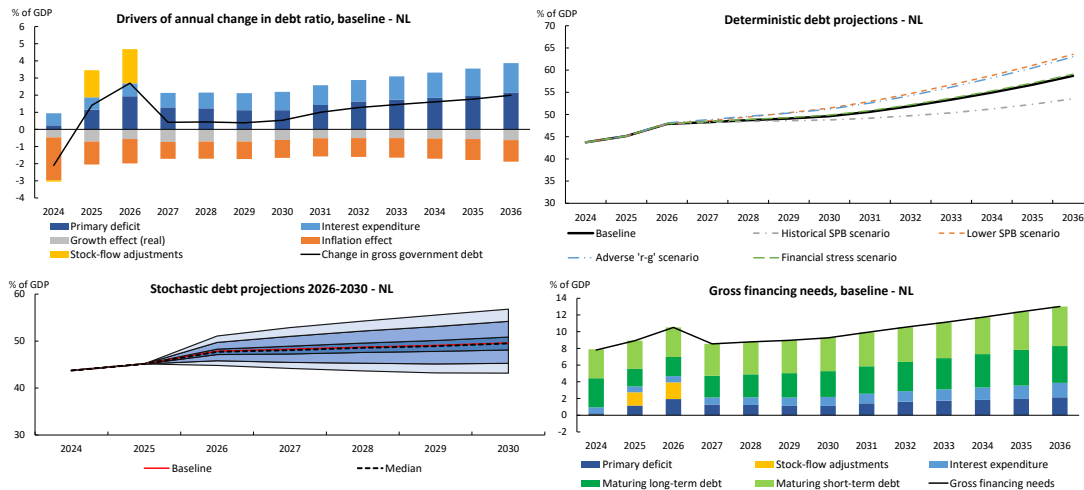 % of GDP
Drivers of annual change in debt ratio, baseline - NL
6
5
4
3
2
1
0
-1
-2
-3
-4
2024 2025 2026 2027 2028 2029 2030 2031 2032 2033 2034 2035 2036
Primary deficit Interest expenditure
Growth effect (real) Inflation effect
Stock-flow adjustments Change in gross government debt
% of GDP
Deterministic debt projections - NL
70
65
60
55
50
45
40
35
30
2024 2025 2026 2027 2028 2029 2030 2031 2032 2033 2034 2035 2036
Baseline Historical SPB scenario Lower SPB scenario
Adverse 'r-g' scenario Financial stress scenario
% of GDP
Stochastic debt projections 2026-2030 - NL
60
50
40
30
2024 2025 2026 2027 2028 2029 2030
Baseline Median
% of GDP
Gross financing needs, baseline - NL
14
12
10
8
6
4
2
0
-2
2024 2025 2026 2027 2028 2029 2030 2031 2032 2033 2034 2035 2036
Primary deficit Stock-flow adjustments Interest expenditure
Maturing long-term debt Maturing short-term debt Gross financing needs